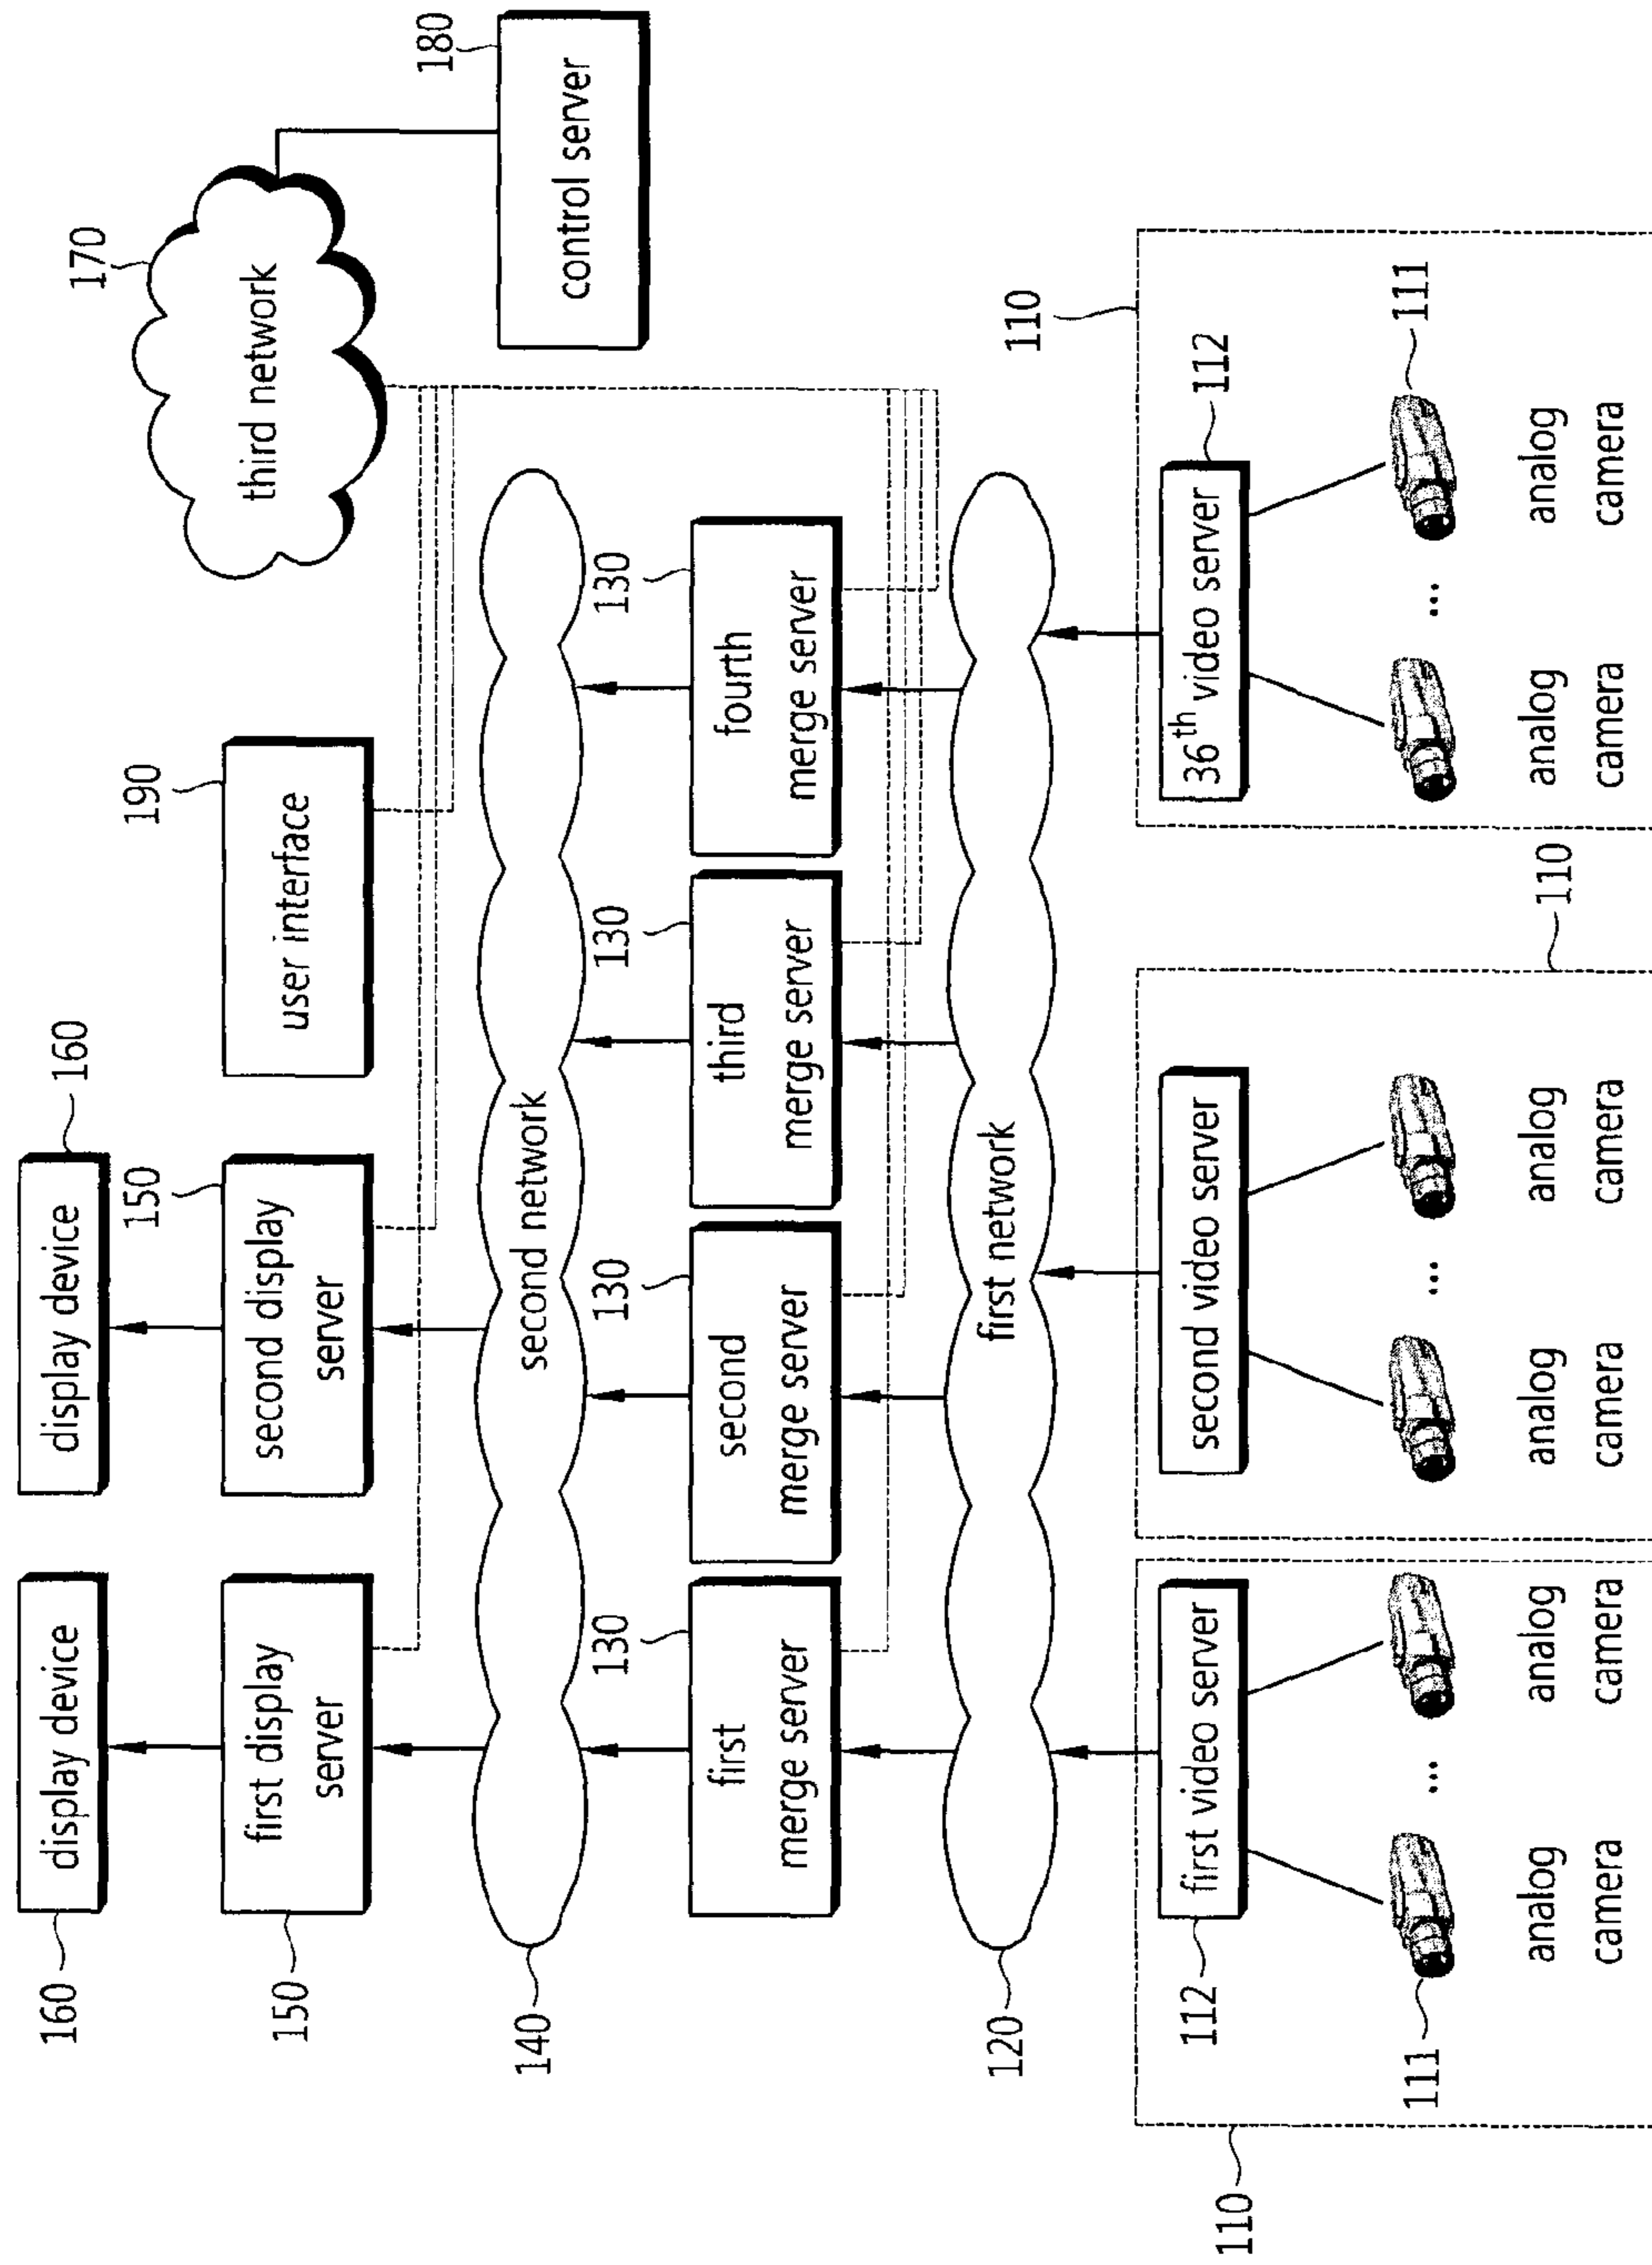 160
display device
display device
160
150
first display
server
150
second display
server
190
user interface
170
third network
180
control server
140
second network
130
first
merge server
130
second
merge server
130
third
merge server
130
fourth
merge server
120
first network
110
112
first video server
111
...
analog
camera
analog
camera
second video server
...
analog
camera
analog
camera
110
110
36th video server
112
...
111
analog
camera
analog
camera